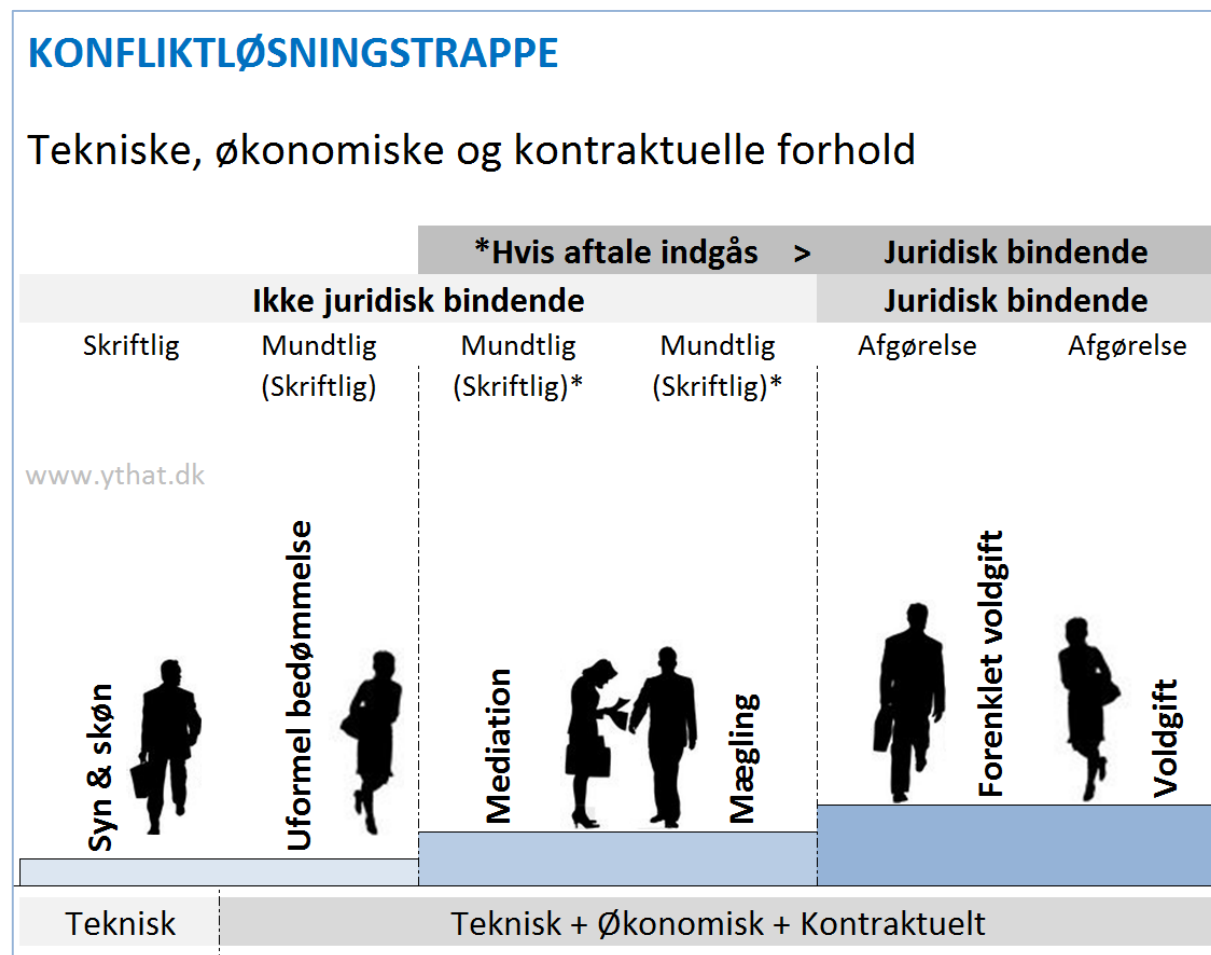 KONFLIKTLØSNINGSTRAPPE
Tekniske, økonomiske og kontraktuelle forhold
*Hvis aftale indgås > Juridisk bindende
Ikke juridisk bindende Juridisk bindende
Skriftlig Mundtlig Mundtlig Mundtlig Afgørelse Afgørelse
(Skriftlig) (Skriftlig)* (Skriftlig)*
www.ythat.dk
Syn & skøn
Uformel bedømmelse
Mediation
Mægling
Forenklet voldgift
Voldgift
Teknisk Teknisk + Økonomisk + Kontraktuelt